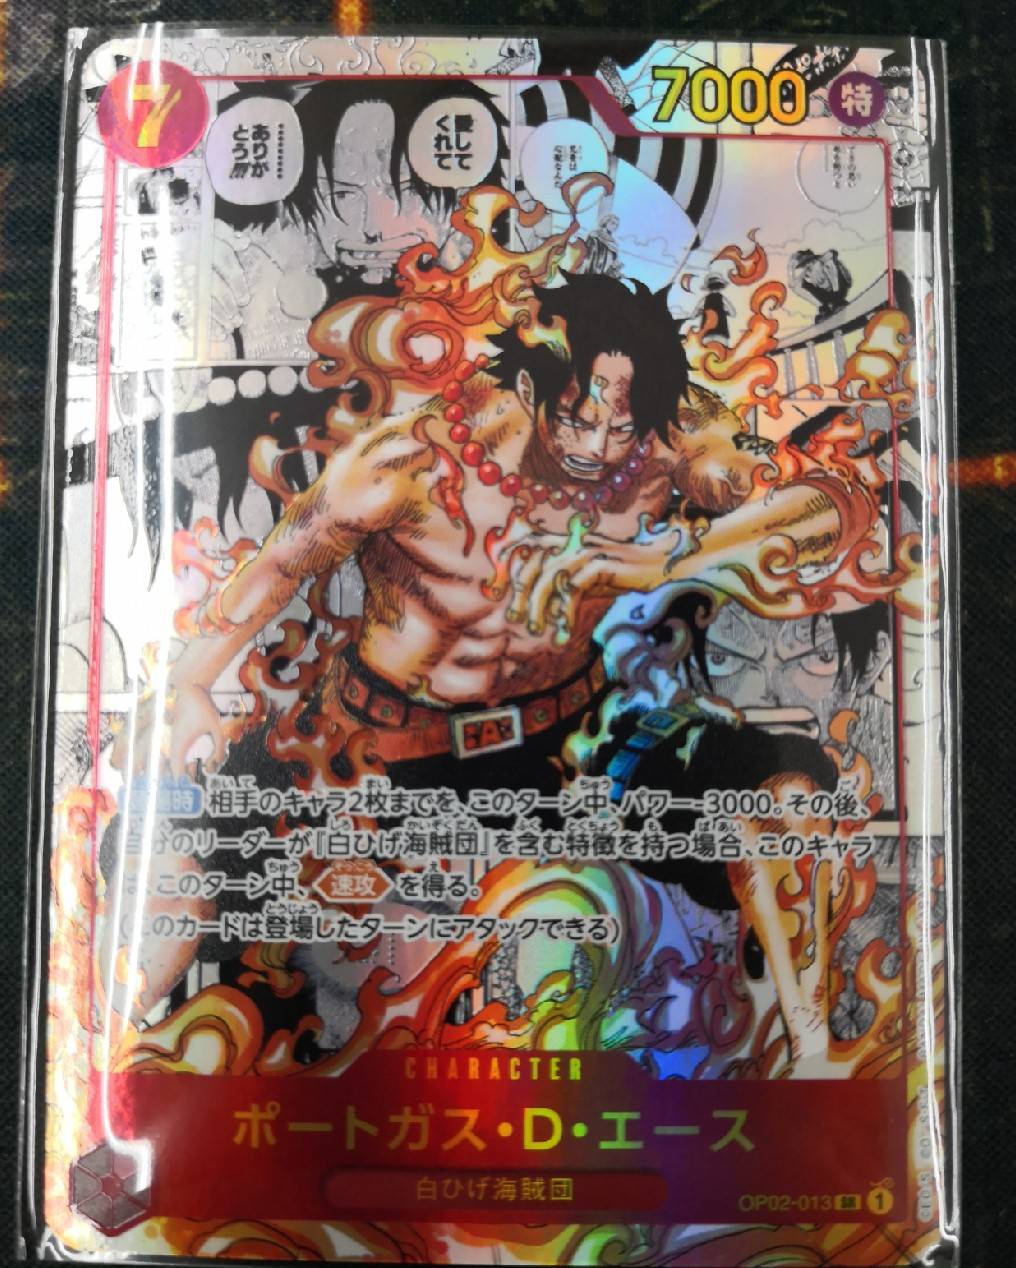 7
7000
特
愛して
くれて
………
ありが
とう!!!
登場時 相手のキャラ2枚までを、このターン中、パワー-3000。その後、
自分のリーダーが『白ひげ海賊団』を含む特徴を持つ場合、このキャラ
は、このターン中、速攻 を得る。
(このカードは登場したターンにアタックできる)
CHARACTER
ポートガス・D・エース
白ひげ海賊団
OP02-013 SR 1